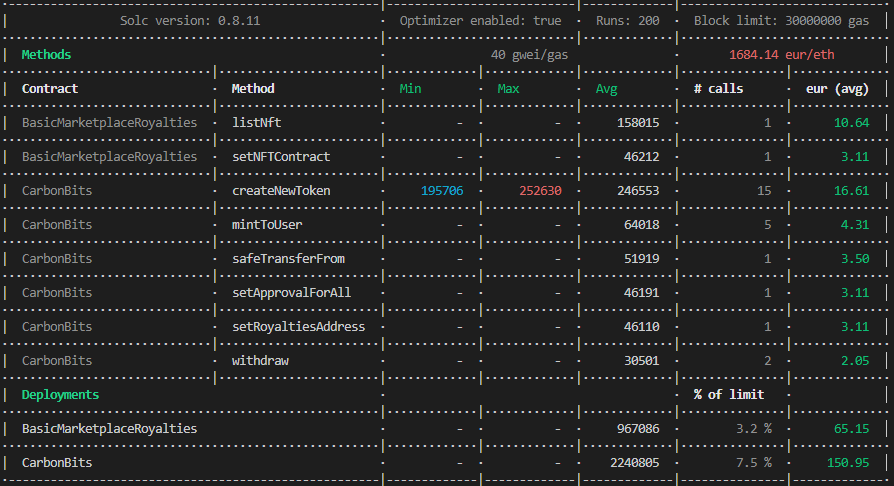 Solc version: 0.8.11 · Optimizer enabled: true · Runs: 200 · Block limit: 30000000 gas
Methods · 40 gwei/gas · 1684.14 eur/eth
Contract · Method · Min · Max · Avg · # calls · eur (avg)
BasicMarketplaceRoyalties · listNft · - · - · 158015 · 1 · 10.64
BasicMarketplaceRoyalties · setNFTContract · - · - · 46212 · 1 · 3.11
CarbonBits · createNewToken · 195706 · 252630 · 246553 · 15 · 16.61
CarbonBits · mintToUser · - · - · 64018 · 5 · 4.31
CarbonBits · safeTransferFrom · - · - · 51919 · 1 · 3.50
CarbonBits · setApprovalForAll · - · - · 46191 · 1 · 3.11
CarbonBits · setRoyaltiesAddress · - · - · 46110 · 1 · 3.11
CarbonBits · withdraw · - · - · 30501 · 2 · 2.05
Deployments · % of limit ·
BasicMarketplaceRoyalties · - · - · 967086 · 3.2 % · 65.15
CarbonBits · - · - · 2240805 · 7.5 % · 150.95